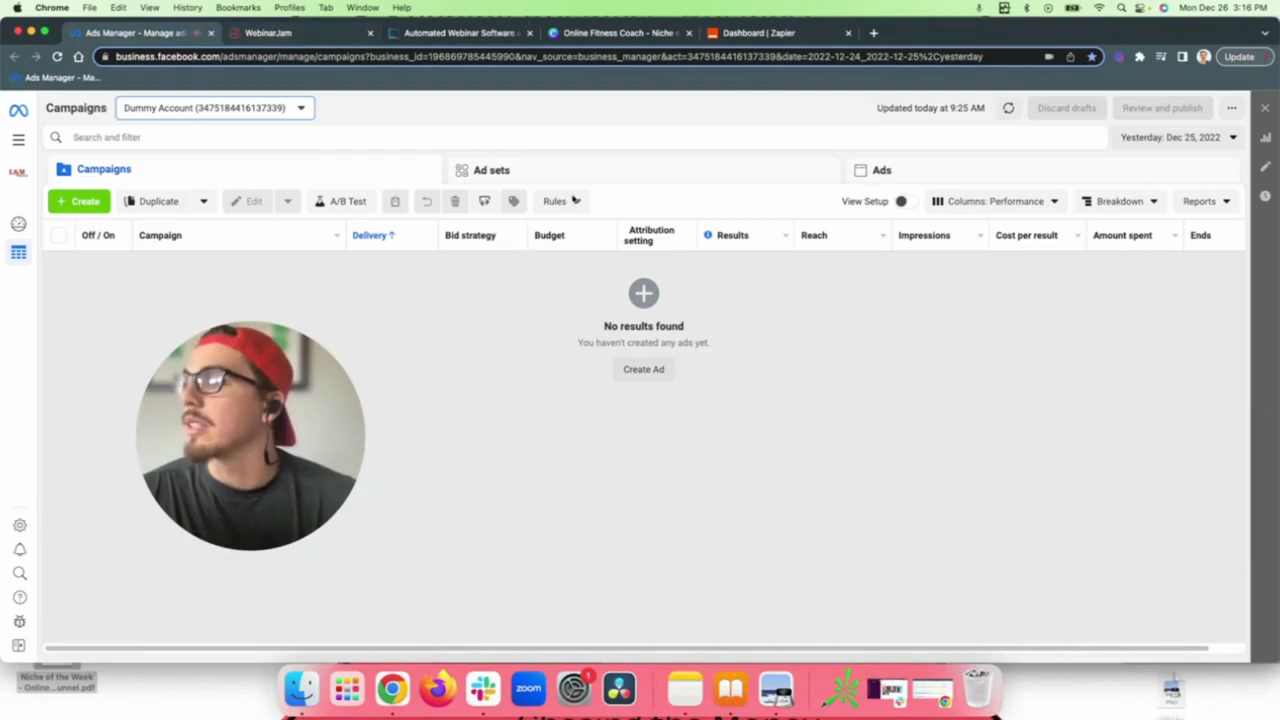 Chrome File Edit View History Bookmarks Profiles Tab Window Help Mon Dec 26 3:16 PM
Ads Manager - Manage ad WebinarJam Automated Webinar Software Online Fitness Coach - Niche Dashboard | Zapier
business.facebook.com/adsmanager/manage/campaigns?business_id=196869785445990&nav_source=business_manager&act=3475184416137339&date=2022-12-24_2022-12-25%2Cyesterday Update
Ads Manager - Ma...
Campaigns Dummy Account (3475184416137339) Updated today at 9:25 AM Discard drafts Review and publish
Search and filter Yesterday: Dec 25, 2022
Campaigns Ad sets Ads
+ Create Duplicate Edit A/B Test Rules View Setup Columns: Performance Breakdown Reports
Off / On Campaign Delivery ↑ Bid strategy Budget Attribution setting Results Reach Impressions Cost per result Amount spent Ends
No results found
You haven't created any ads yet.
Create Ad
Niche of the Week
- Online...unnel.pdf
zoom
1
PNG